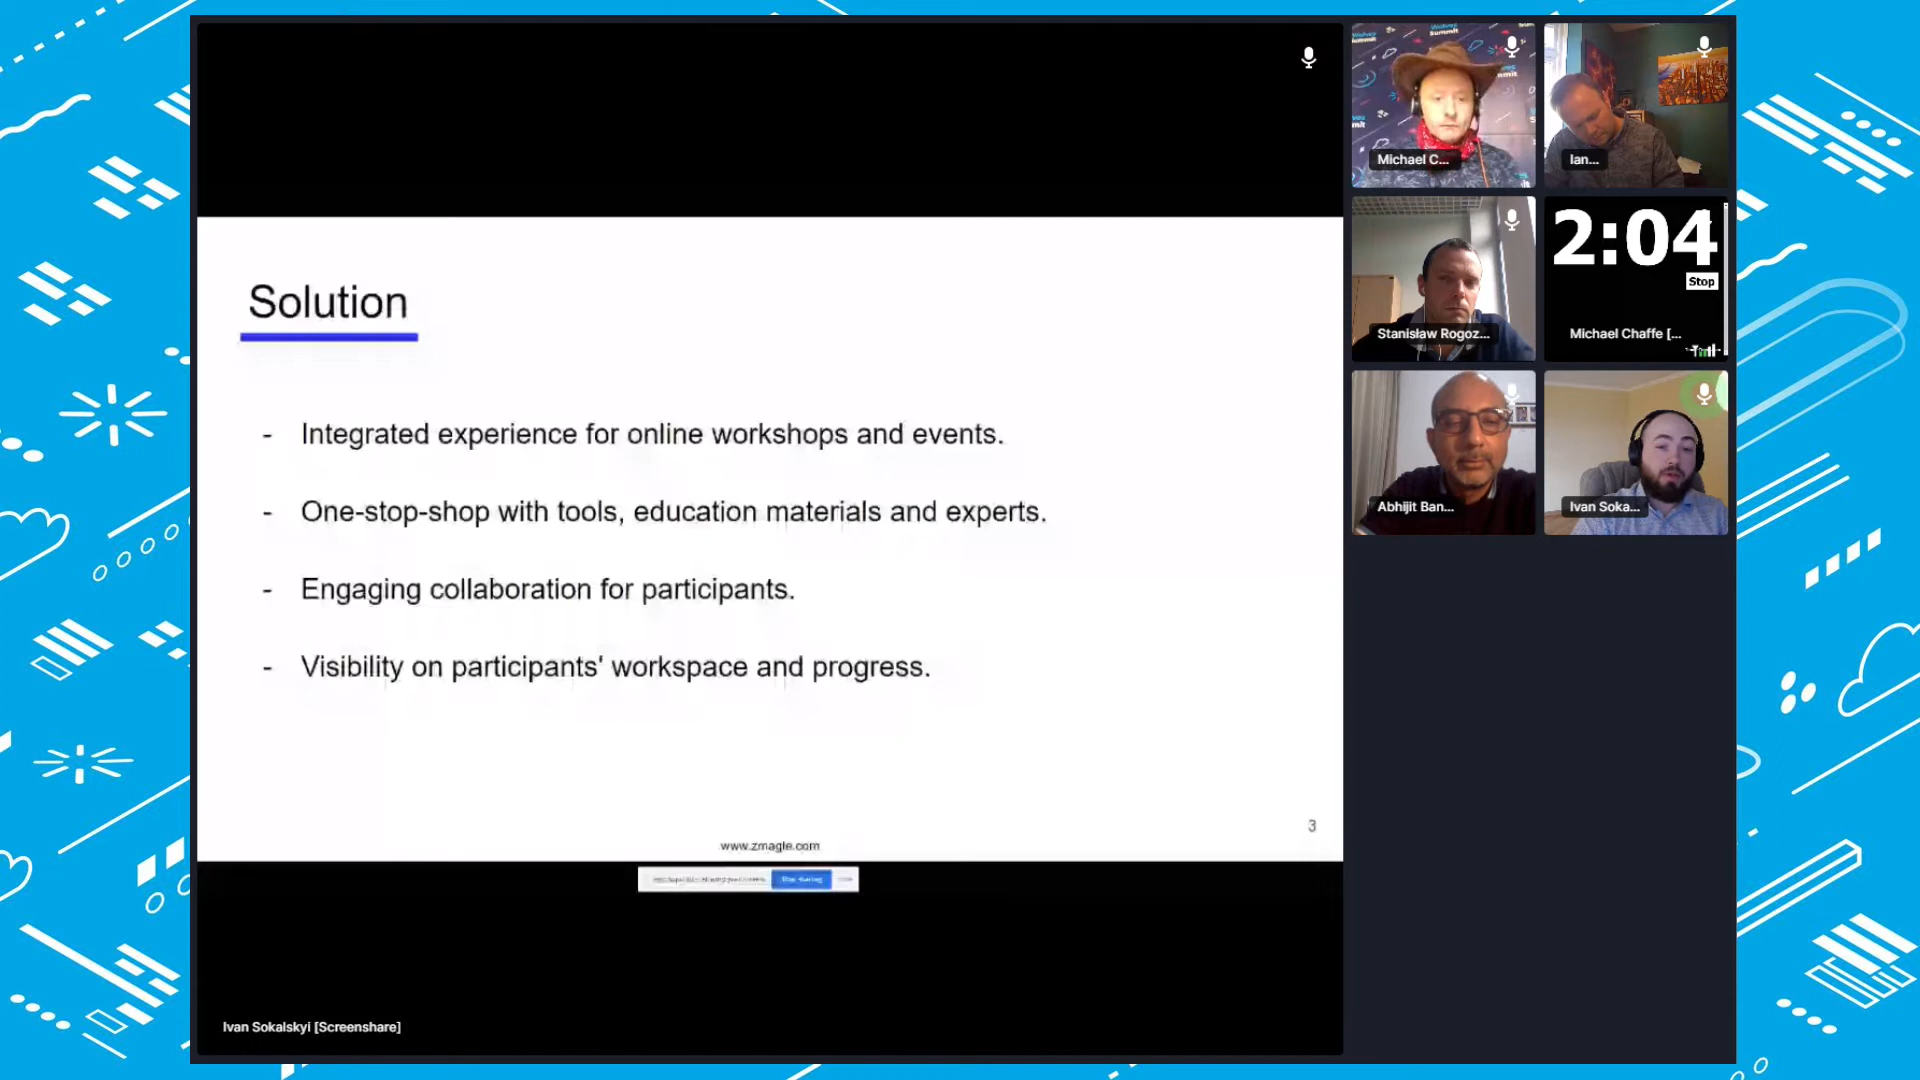 Solution
- Integrated experience for online workshops and events.
- One-stop-shop with tools, education materials and experts.
- Engaging collaboration for participants.
- Visibility on participants' workspace and progress.
3
www.zmagle.com
Ivan Sokalskyi [Screenshare]
Summit
Michael C...
Ian...
Stanisław Rogoz...
2:04
Stop
Michael Chaffe [...
Abhijit Ban...
Ivan Soka...